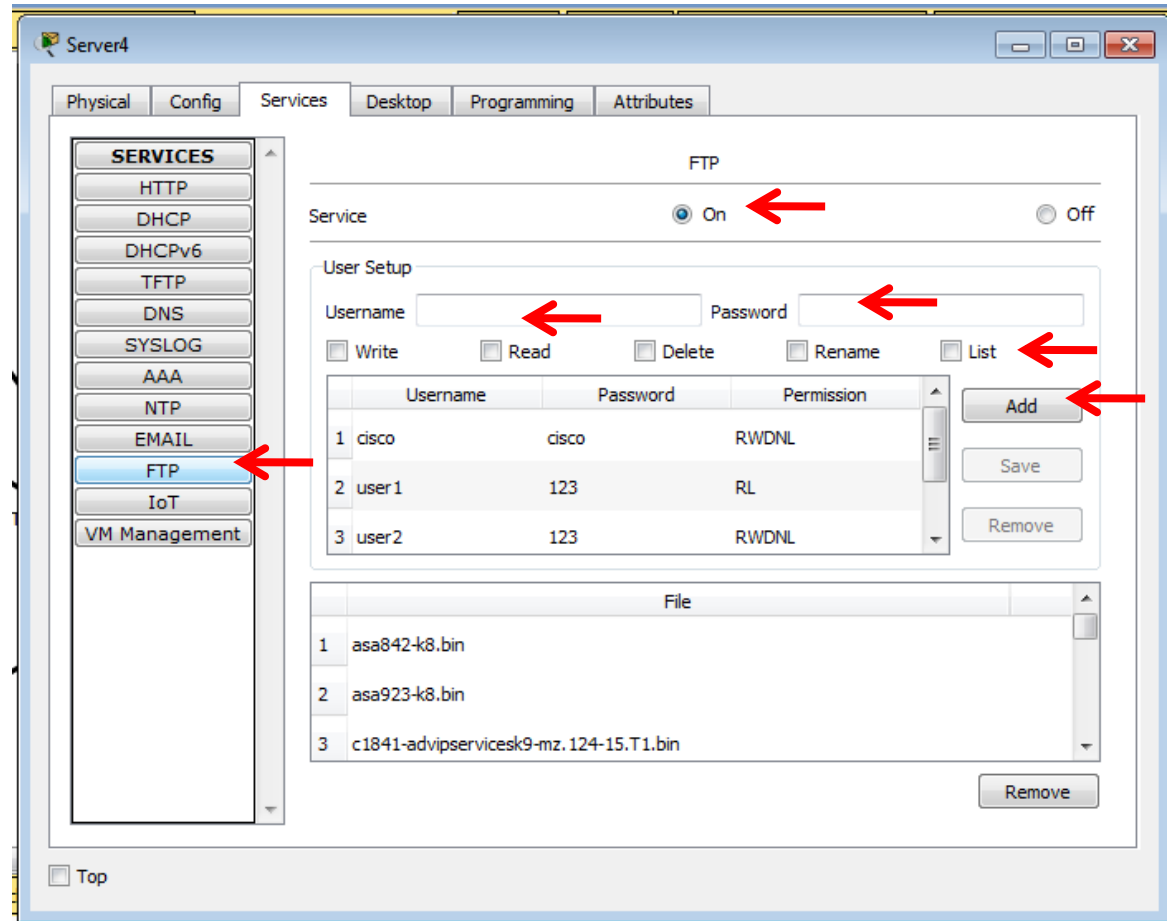 Server4
Physical Config Services Desktop Programming Attributes
SERVICES
HTTP
DHCP
DHCPv6
TFTP
DNS
SYSLOG
AAA
NTP
EMAIL
FTP
IoT
VM Management
FTP
Service On Off
User Setup
Username Password
Write Read Delete Rename List
Username Password Permission
1 cisco cisco RWDNL
2 user1 123 RL
3 user2 123 RWDNL
Add
Save
Remove
File
1 asa842-k8.bin
2 asa923-k8.bin
3 c1841-advipservicesk9-mz.124-15.T1.bin
Remove
Top